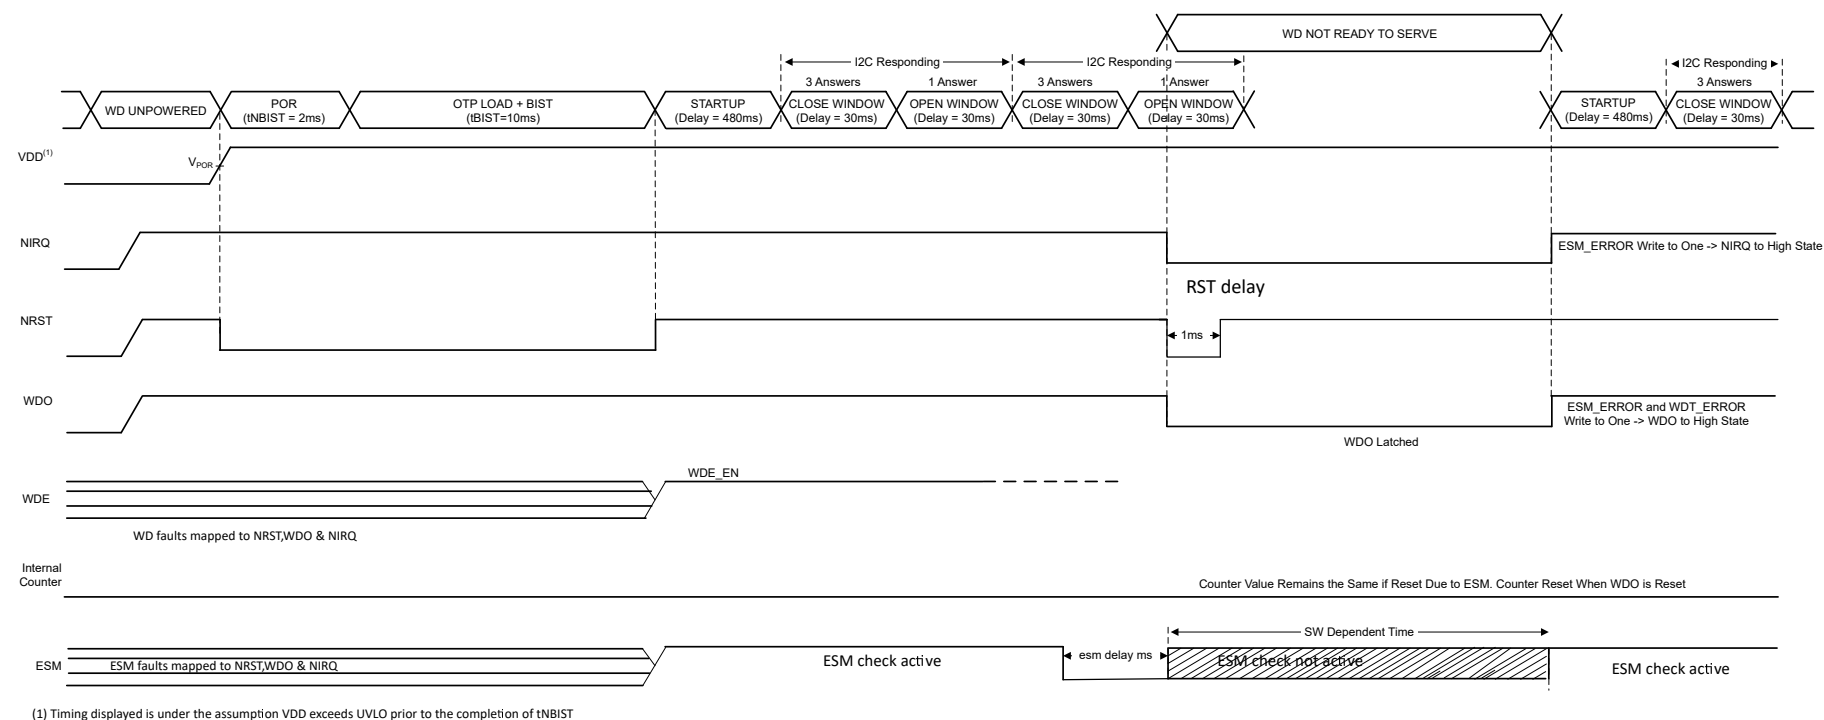 WD NOT READY TO SERVE
I2C Responding
I2C Responding
I2C Responding
3 Answers
1 Answer
3 Answers
1 Answer
3 Answers
WD UNPOWERED
POR
(tNBIST = 2ms)
OTP LOAD + BIST
(tBIST=10ms)
STARTUP
(Delay = 480ms)
CLOSE WINDOW
(Delay = 30ms)
OPEN WINDOW
(Delay = 30ms)
CLOSE WINDOW
(Delay = 30ms)
OPEN WINDOW
(Delay = 30ms)
STARTUP
(Delay = 480ms)
CLOSE WINDOW
(Delay = 30ms)
VDD(1)
VPOR
NIRQ
ESM_ERROR Write to One -> NIRQ to High State
RST delay
NRST
1ms
WDO
ESM_ERROR and WDT_ERROR
Write to One -> WDO to High State
WDO Latched
WDE_EN
WDE
WD faults mapped to NRST,WDO & NIRQ
Internal
Counter
Counter Value Remains the Same if Reset Due to ESM. Counter Reset When WDO is Reset
SW Dependent Time
ESM
ESM faults mapped to NRST,WDO & NIRQ
ESM check active
esm delay ms
ESM check not active
ESM check active
(1) Timing displayed is under the assumption VDD exceeds UVLO prior to the completion of tNBIST